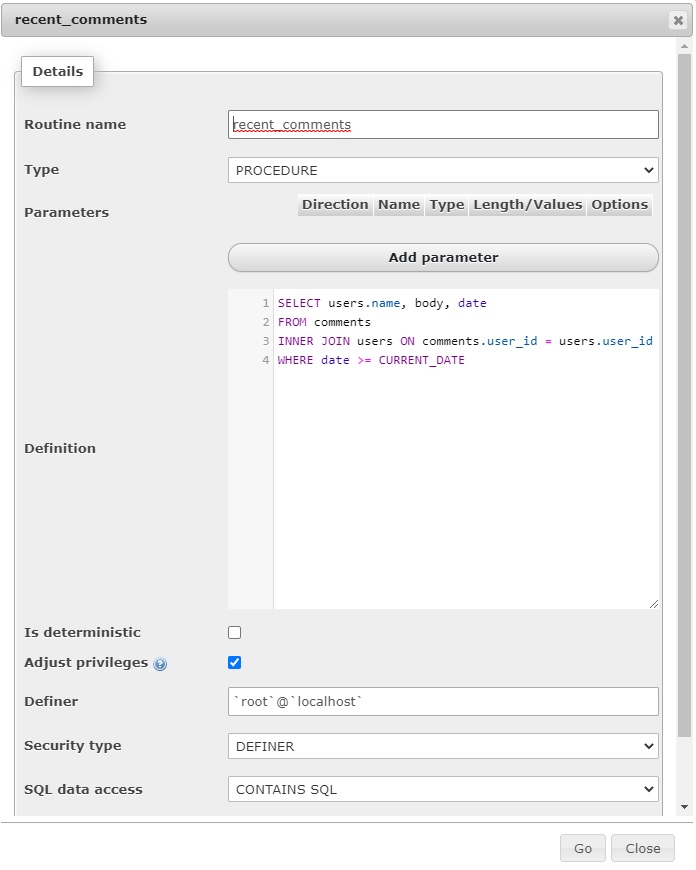 recent_comments
Details
Routine name
recent_comments
Type
PROCEDURE
Parameters
Direction Name Type Length/Values Options
Add parameter
Definition
1 SELECT users.name, body, date
2 FROM comments
3 INNER JOIN users ON comments.user_id = users.user_id
4 WHERE date >= CURRENT_DATE
Is deterministic
Adjust privileges
Definer
`root`@`localhost`
Security type
DEFINER
SQL data access
CONTAINS SQL
Go
Close